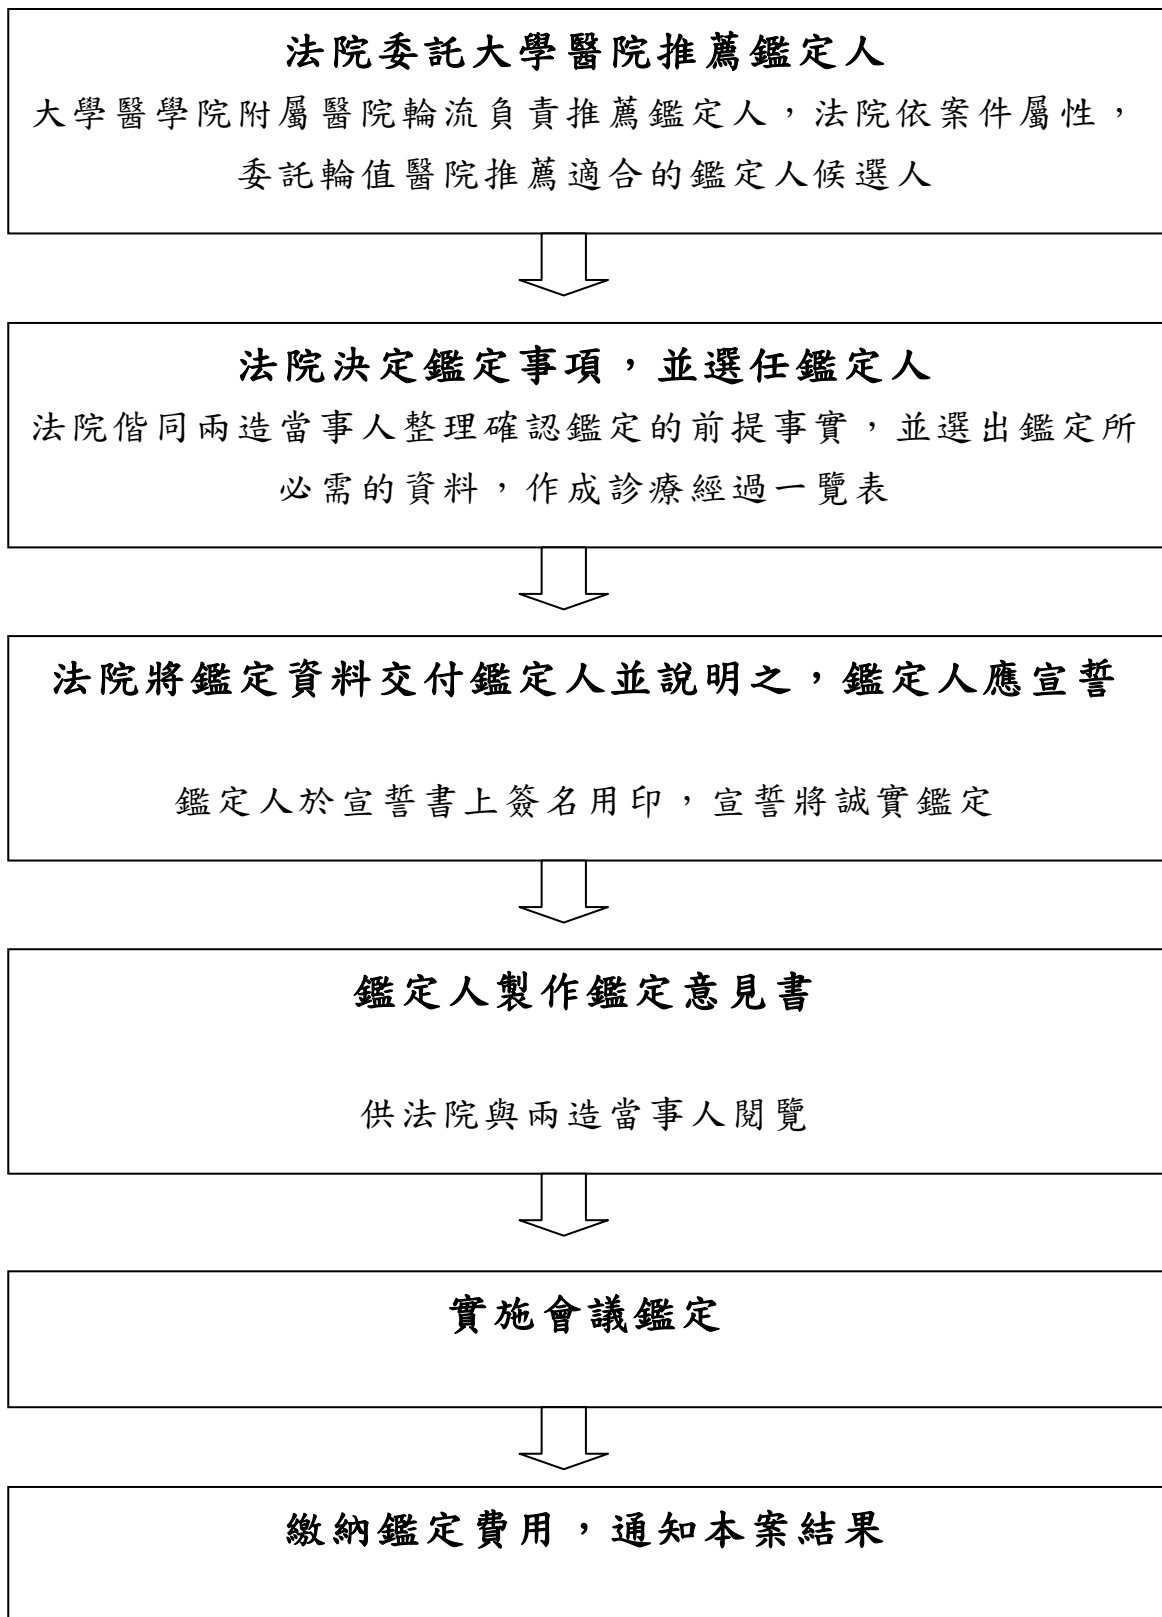 法院委託大學醫院推薦鑑定人
大學醫學院附屬醫院輪流負責推薦鑑定人，法院依案件屬性，
委託輪值醫院推薦適合的鑑定人候選人
法院決定鑑定事項，並選任鑑定人
法院偕同兩造當事人整理確認鑑定的前提事實，並選出鑑定所
必需的資料，作成診療經過一覽表
法院將鑑定資料交付鑑定人並說明之，鑑定人應宣誓
鑑定人於宣誓書上簽名用印，宣誓將誠實鑑定
鑑定人製作鑑定意見書
供法院與兩造當事人閱覽
實施會議鑑定
繳納鑑定費用，通知本案結果